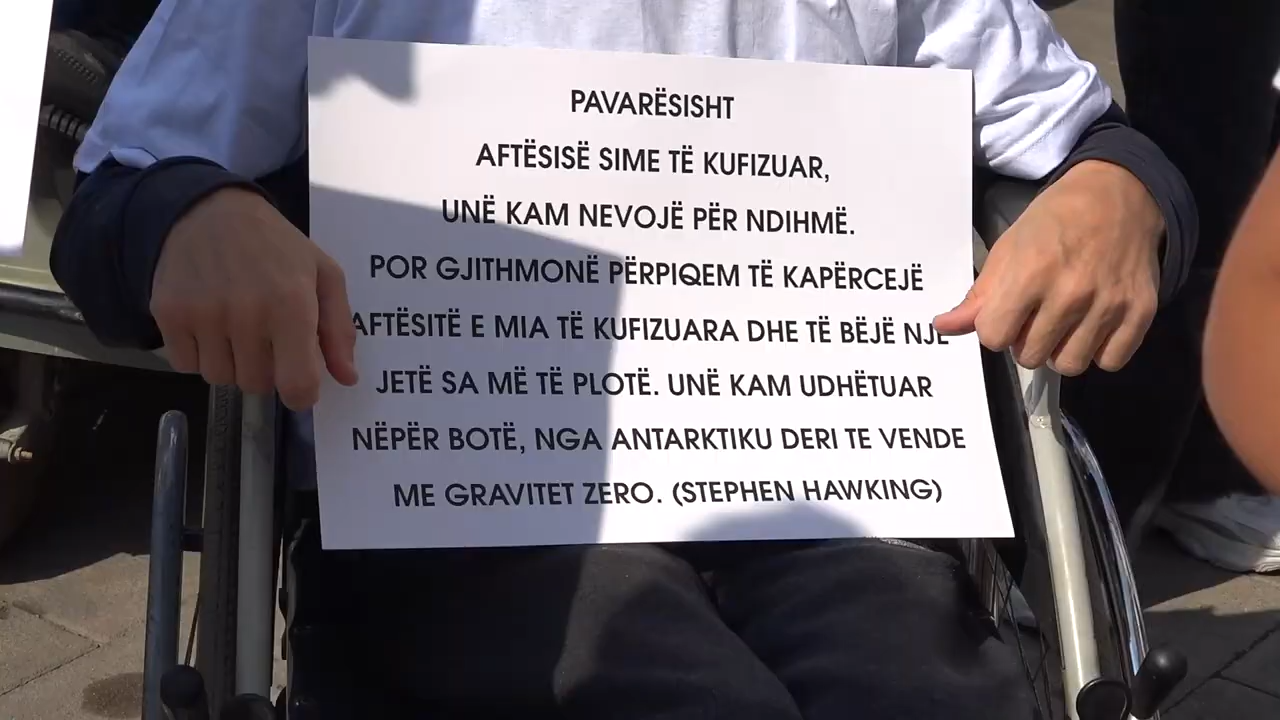 PAVARËSISHT
AFTËSISË SIME TË KUFIZUAR,
UNË KAM NEVOJË PËR NDIHMË.
POR GJITHMONË PËRPIQEM TË KAPËRCEJË
AFTËSITË E MIA TË KUFIZUARA DHE TË BËJË NJË
JETË SA MË TË PLOTË. UNË KAM UDHËTUAR
NËPËR BOTË, NGA ANTARKTIKU DERI TE VENDE
ME GRAVITET ZERO. (STEPHEN HAWKING)